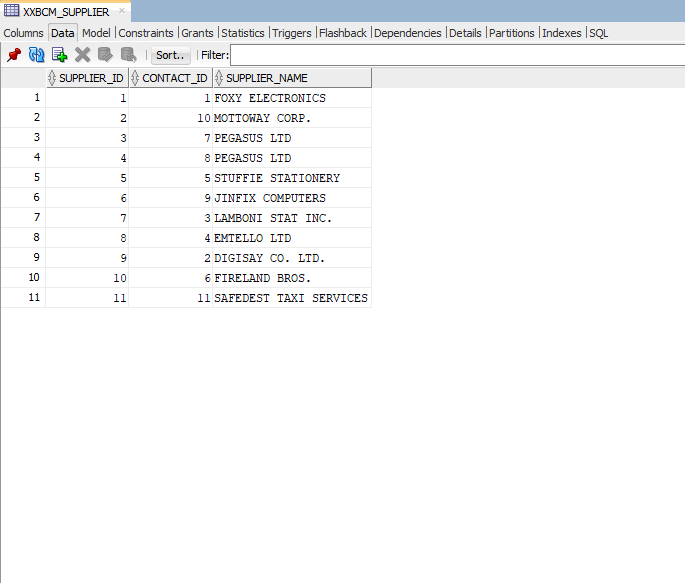 XXBCM_SUPPLIER
Columns Data Model Constraints Grants Statistics Triggers Flashback Dependencies Details Partitions Indexes SQL
Sort.. Filter:
SUPPLIER_ID CONTACT_ID SUPPLIER_NAME
1 1 1 FOXY ELECTRONICS
2 2 10 MOTTOWAY CORP.
3 3 7 PEGASUS LTD
4 4 8 PEGASUS LTD
5 5 5 STUFFIE STATIONERY
6 6 9 JINFIX COMPUTERS
7 7 3 LAMBONI STAT INC.
8 8 4 EMTELLO LTD
9 9 2 DIGISAY CO. LTD.
10 10 6 FIRELAND BROS.
11 11 11 SAFEDEST TAXI SERVICES